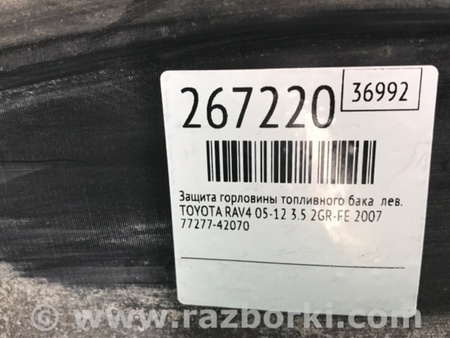 267220
36992
Защита горловины топливного бака лев.
TOYOTA RAV4 05-12 3.5 2GR-FE 2007
77277-42070
www.razborki.com